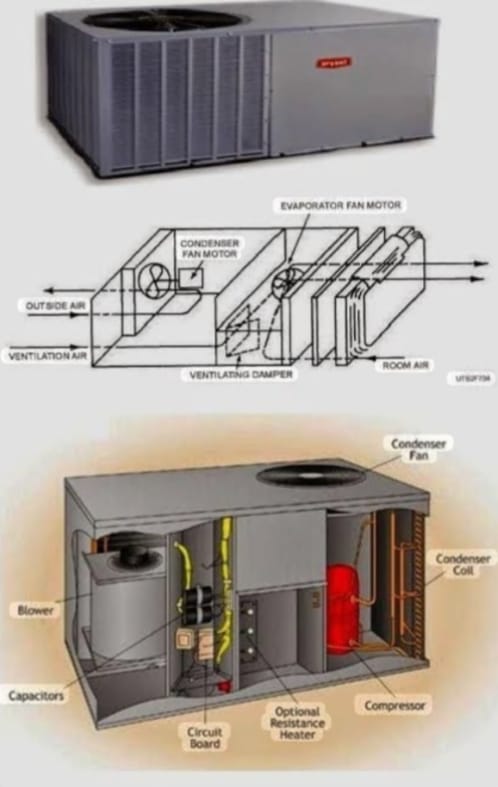 bryant
EVAPORATOR FAN MOTOR
CONDENSER
FAN MOTOR
OUTSIDE AIR
VENTILATION AIR
VENTILATING DAMPER
ROOM AIR
Condenser
Fan
Condenser
Coil
Blower
Capacitors
Circuit
Board
Optional
Resistance
Heater
Compressor